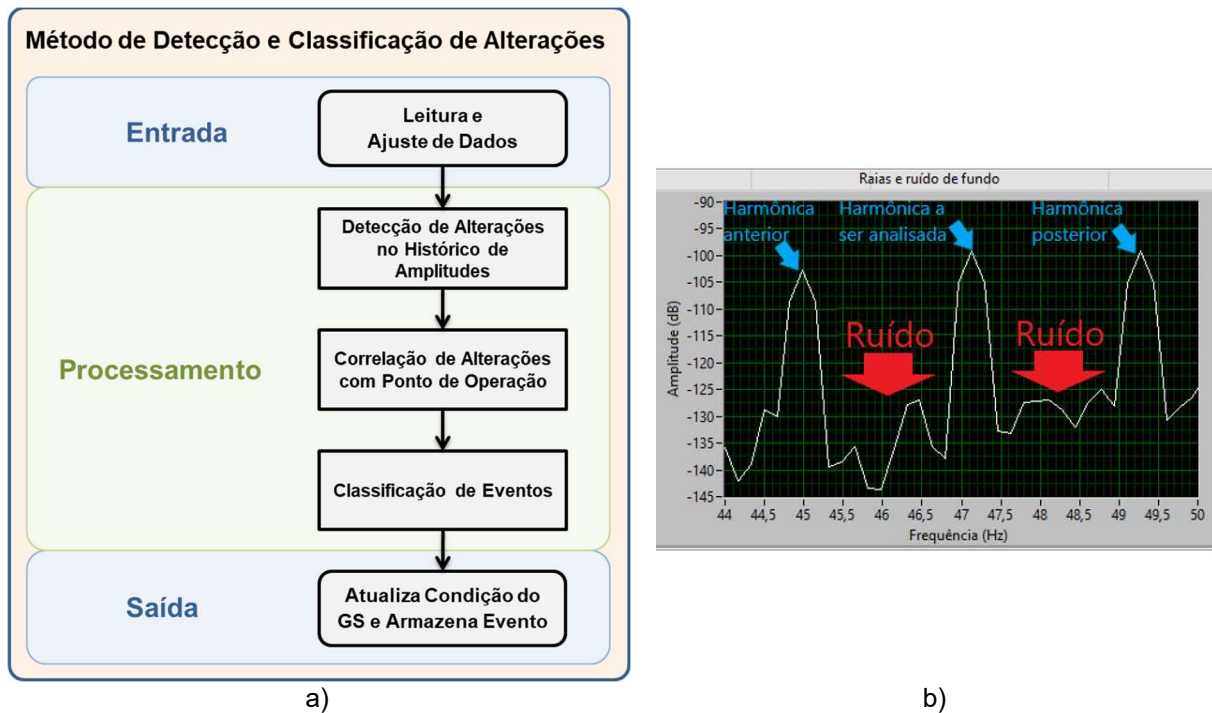 Método de Detecção e Classificação de Alterações
Entrada
Leitura e
Ajuste de Dados
Processamento
Detecção de Alterações
no Histórico de
Amplitudes
Correlação de Alterações
com Ponto de Operação
Classificação de Eventos
Saída
Atualiza Condição do
GS e Armazena Evento
a)
Raias e ruído de fundo
Harmônica
anterior
Harmônica a
ser analisada
Harmônica
posterior
Ruído
Ruído
Amplitude (dB)
-90
-95
-100
-105
-110
-115
-120
-125
-130
-135
-140
-145
44 44,5 45 45,5 46 46,5 47 47,5 48 48,5 49 49,5 50
Frequência (Hz)
b)